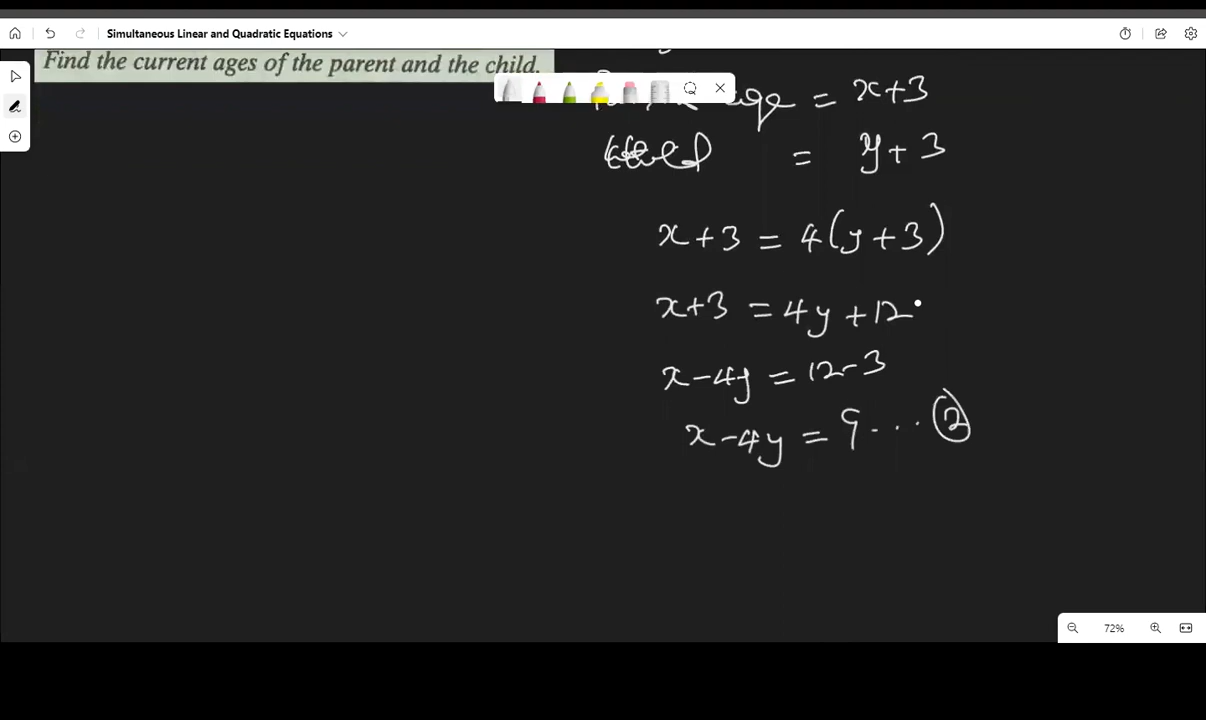 Simultaneous Linear and Quadratic Equations
Find the current ages of the parent and the child.
age = x+3
= y+3
x+3 = 4(y+3)
x+3 = 4y+12
x-4y = 12-3
x-4y = 9 ... ②
72%